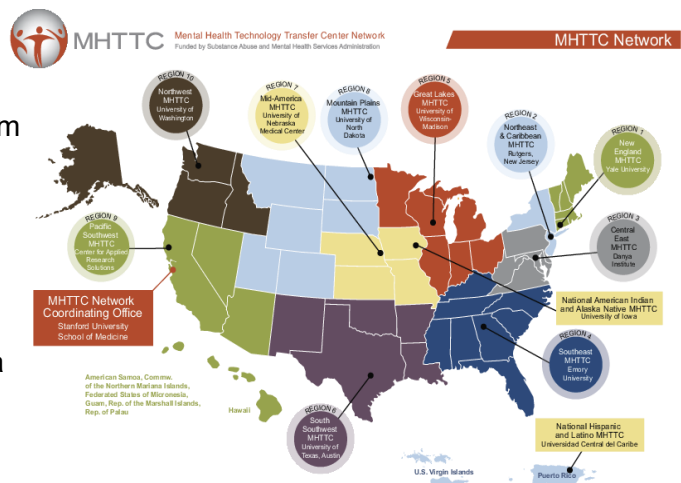 MHTTC
Mental Health Technology Transfer Center Network
Funded by Substance Abuse and Mental Health Services Administration
MHTTC Network
m
a
REGION 10
Northwest
MHTTC
University of
Washington
REGION 7
Mid-America
MHTTC
University of
Nebraska
Medical Center
REGION 8
Mountain Plains
MHTTC
University of
North
Dakota
REGION 5
Great Lakes
MHTTC
University of
Wisconsin-
Madison
REGION 2
Northeast
& Caribbean
MHTTC
Rutgers,
New Jersey
REGION 1
New
England
MHTTC
Yale University
REGION 9
Pacific
Southwest
MHTTC
Center for Applied
Research
Solutions
REGION 3
Central
East
MHTTC
Danya
Institute
MHTTC Network
Coordinating Office
Stanford University
School of Medicine
National American Indian
and Alaska Native MHTTC
University of Iowa
REGION 4
Southeast
MHTTC
Emory
University
American Samoa, Commw.
of the Northern Mariana Islands,
Federated States of Micronesia,
Guam, Rep. of the Marshall Islands,
Rep. of Palau
Hawaii
REGION 6
South
Southwest
MHTTC
University of
Texas, Austin
National Hispanic
and Latino MHTTC
Universidad Central del Caribe
U.S. Virgin Islands
Puerto Rico